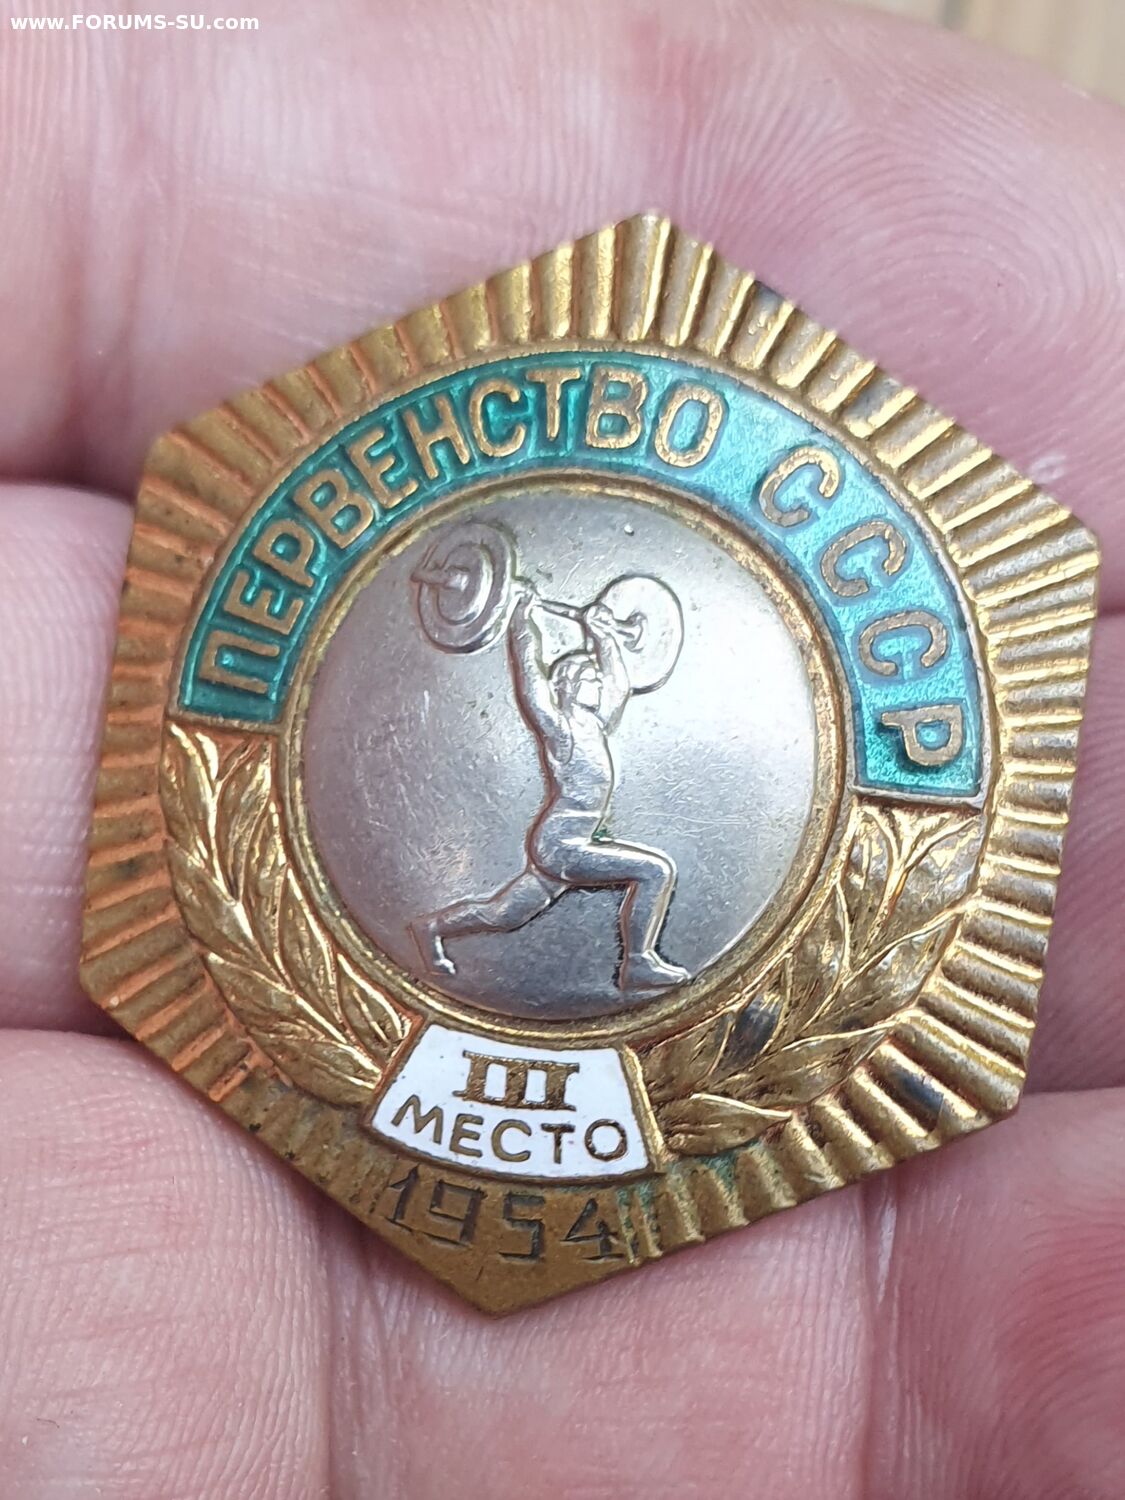 www.FORUMS-SU.com
ПЕРВЕНСТВО СССР
III
МЕСТО
1954